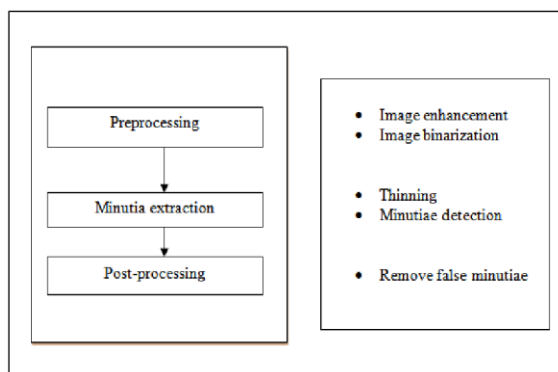 Preprocessing
Minutia extraction
Post-processing
• Image enhancement
• Image binarization
• Thinning
• Minutiae detection
• Remove false minutiae